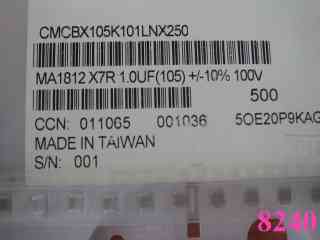 CMCBX105K101LNX250
MA1812 X7R 1.0UF(105) +/-10% 100V
500
CCN: 011065 001036 5OE20P9KAG
MADE IN TAIWAN
S/N: 001
8240